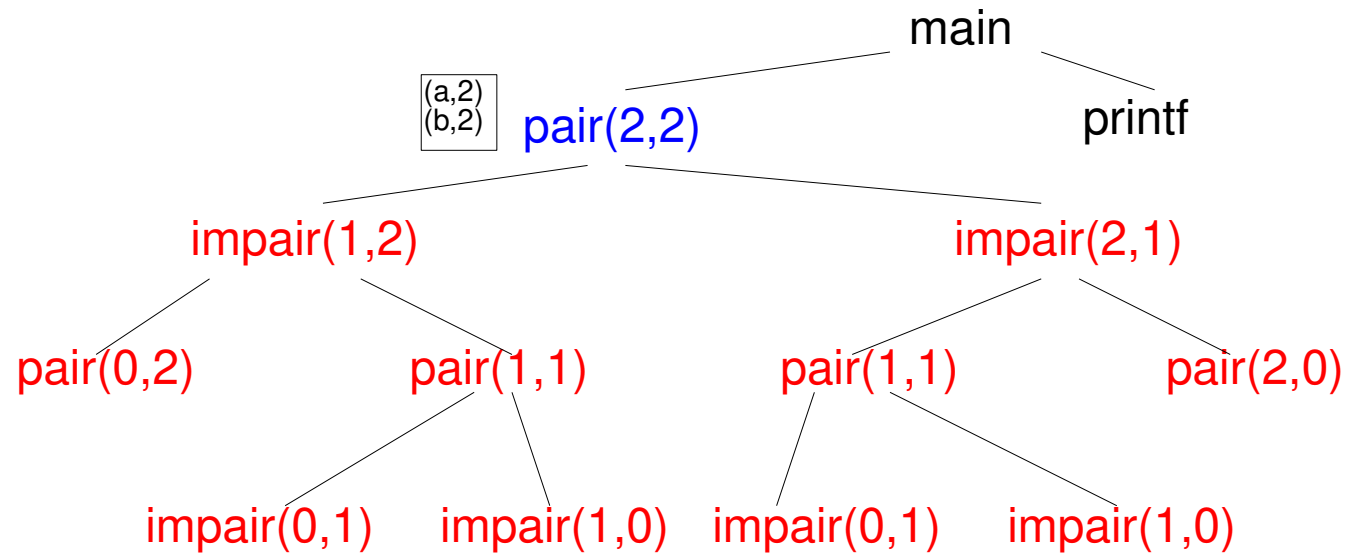 main
(a,2)
(b,2)
pair(2,2)
printf
impair(1,2)
impair(2,1)
pair(0,2)
pair(1,1)
pair(1,1)
pair(2,0)
impair(0,1)
impair(1,0)
impair(0,1)
impair(1,0)